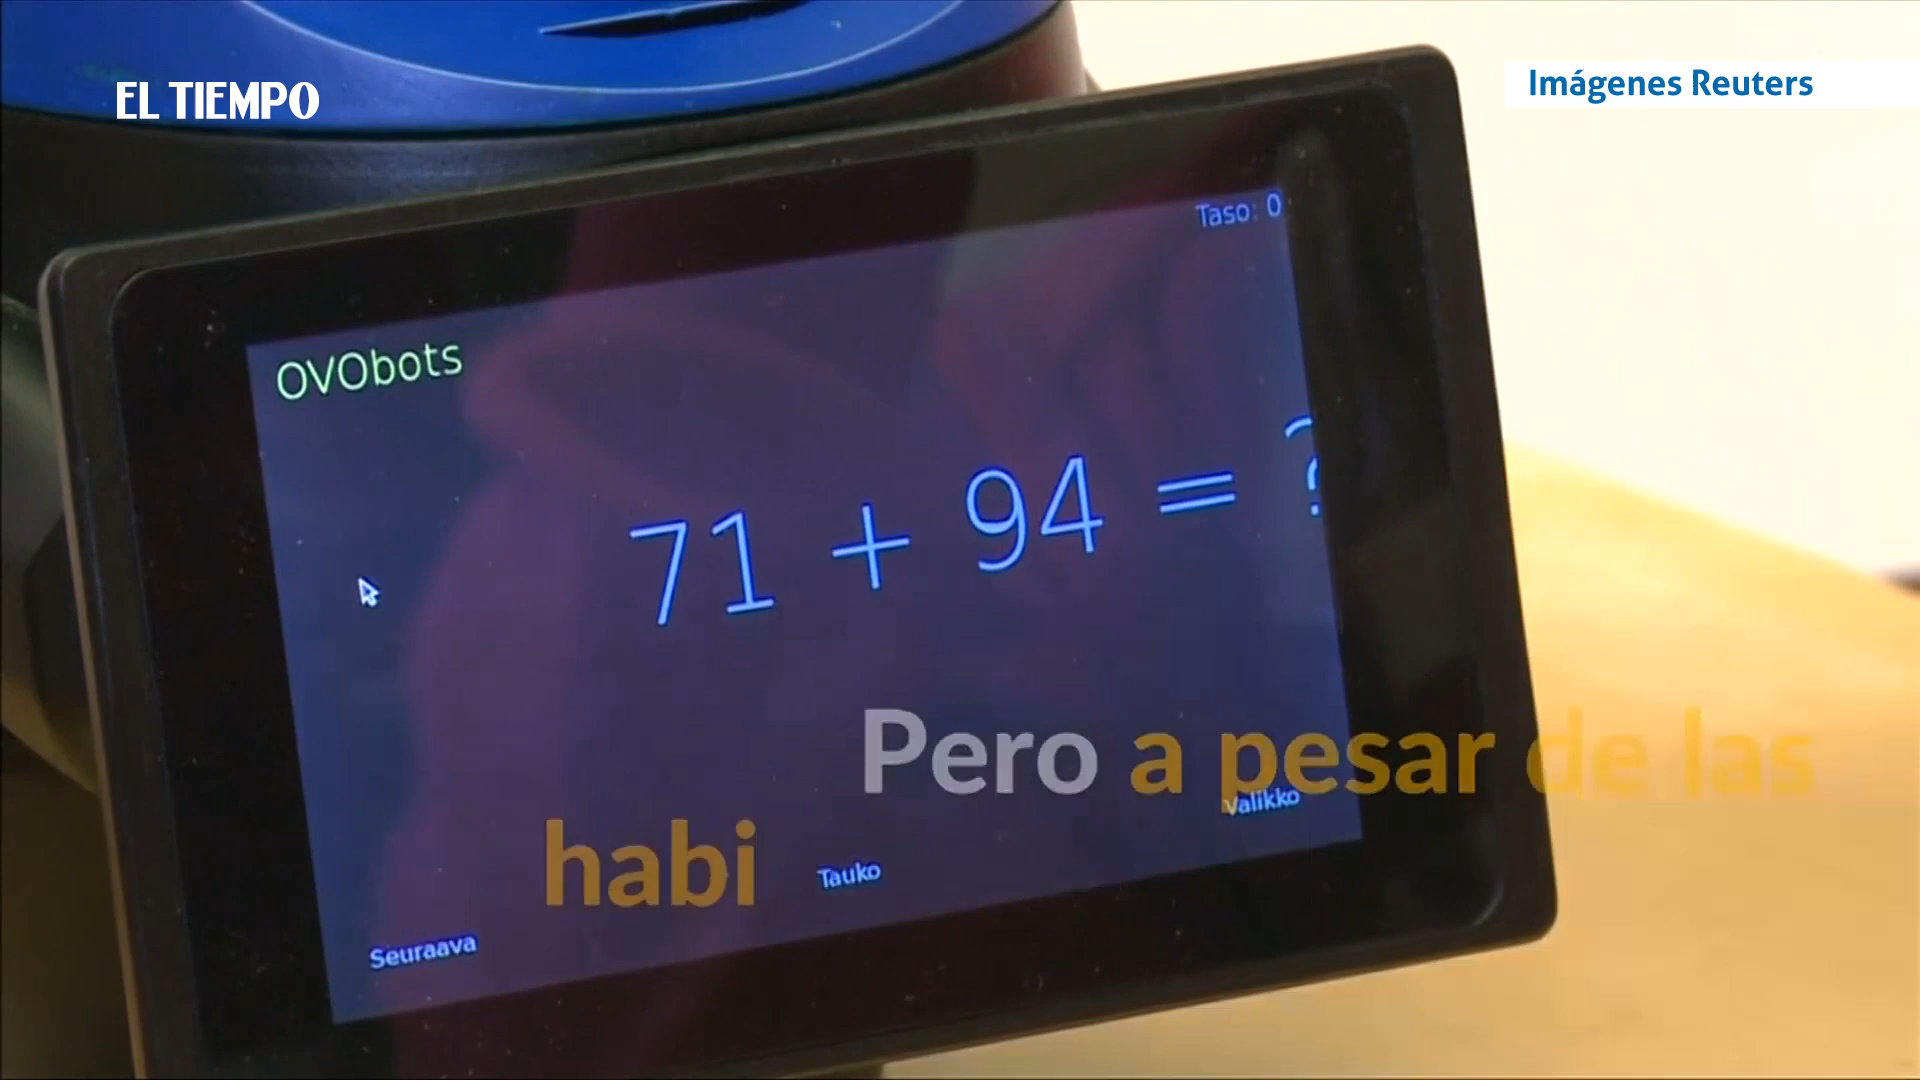 EL TIEMPO
Imágenes Reuters
Taso: 0
OVObots
71 + 94 = ?
Pero a pesar de las
habi
Valikko
Tauko
Seuraava